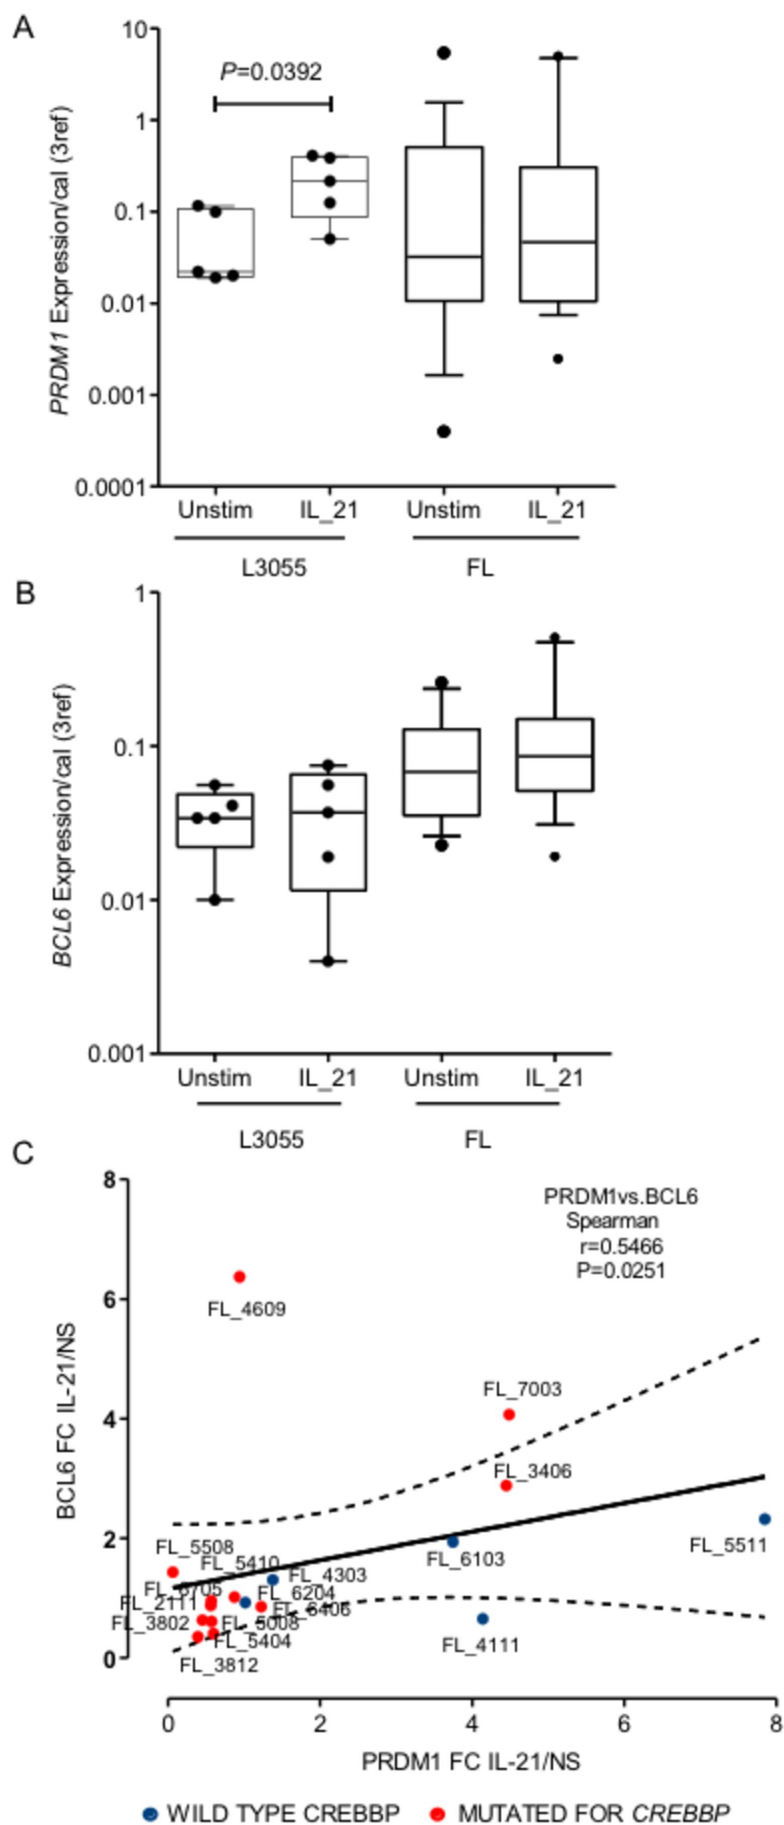 A
10
1
0.1
0.01
0.001
0.0001
PRDM1 Expression/cal (3ref)
P=0.0392
Unstim IL_21 Unstim IL_21
L3055 FL
B
1
0.1
0.01
0.001
BCL6 Expression/cal (3ref)
Unstim IL_21 Unstim IL_21
L3055 FL
C
8
6
4
2
0
BCL6 FC IL-21/NS
PRDM1vs.BCL6
Spearman
r=0.5466
P=0.0251
FL_4609
FL_7003
FL_3406
FL_5511
FL_6103
FL_4111
FL_5508
FL_5410
FL_4303
FL_6705
FL_6204
FL_2111
FL_6406
FL_3802
FL_5008
FL_5404
FL_3812
0 2 4 6 8
PRDM1 FC IL-21/NS
WILD TYPE CREBBP MUTATED FOR CREBBP